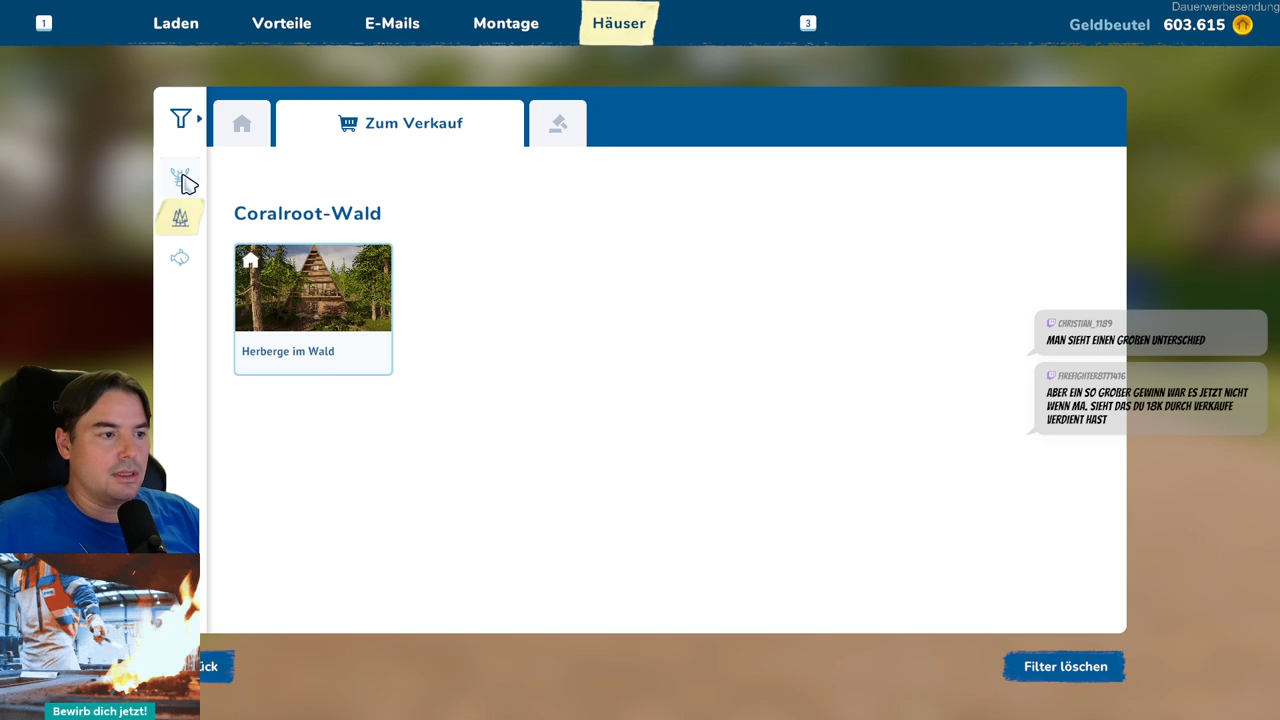 Dauerwerbesendung
1
Laden
Vorteile
E-Mails
Montage
Häuser
3
Geldbeutel 603.615
Zum Verkauf
Coralroot-Wald
Herberge im Wald
CHRISTIAN_1189
MAN SIEHT EINEN GROßEN UNTERSCHIED
FIREFIGHTER8771416
ABER EIN SO GROßER GEWINN WAR ES JETZT NICHT
WENN MA, SIEHT DAS DU 18K DURCH VERKAUFE
VERDIENT HAST
ück
Filter löschen
Bewirb dich jetzt!